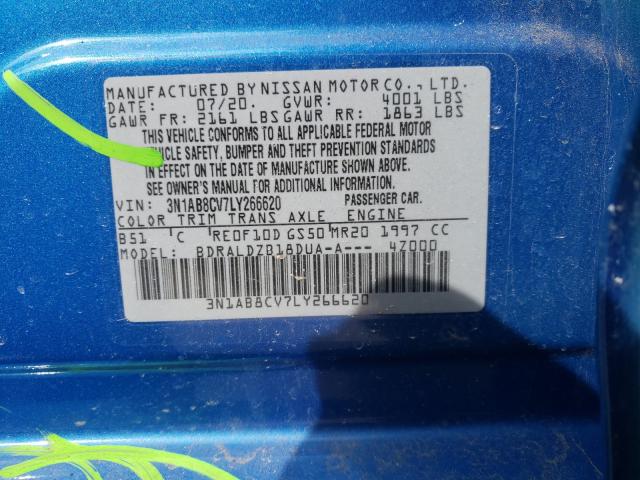 MANUFACTURED BY NISSAN MOTOR CO., LTD.
DATE: 07/20. GVWR: 4001 LBS
GAWR FR: 2161 LBS GAWR RR: 1863 LBS
THIS VEHICLE CONFORMS TO ALL APPLICABLE FEDERAL MOTOR
VEHICLE SAFETY, BUMPER AND THEFT PREVENTION STANDARDS
IN EFFECT ON THE DATE OF MANUFACTURE SHOWN ABOVE.
SEE OWNER'S MANUAL FOR ADDITIONAL INFORMATION.
VIN: 3N1AB8CV7LY266620 PASSENGER CAR.
COLOR TRIM TRANS AXLE ENGINE
B51 C RE0F10D GS50 MR20 1997 CC
MODEL: BDRALDZB18DUA-A--- 4Z000
3N1AB8CV7LY266620